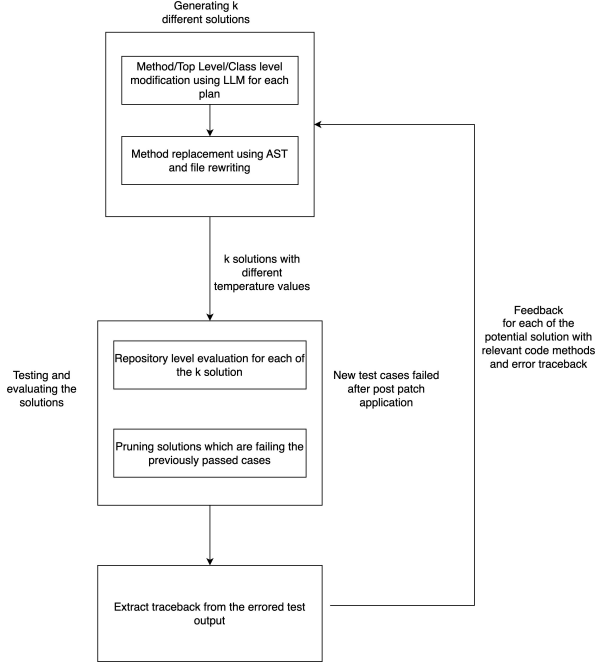 Generating k
different solutions
Method/Top Level/Class level
modification using LLM for each
plan
Method replacement using AST
and file rewriting
k solutions with
different
temperature values
Feedback
for each of the
potential solution with
relevant code methods
and error traceback
Testing and
evaluating the
solutions
Repository level evaluation for each of
the k solution
New test cases failed
after post patch
application
Pruning solutions which are failing the
previously passed cases
Extract traceback from the errored test
output